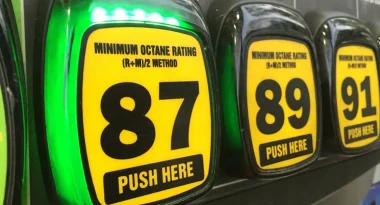 MINIMUM OCTANE RATING
(R+M)/2 METHOD
87
PUSH HERE
MINIMUM OCTANE RATING
(R+M)/2 METHOD
89
PUSH HERE
MINIMUM OCTANE RATING
(R+M)/2 METHOD
91
PUSH HERE